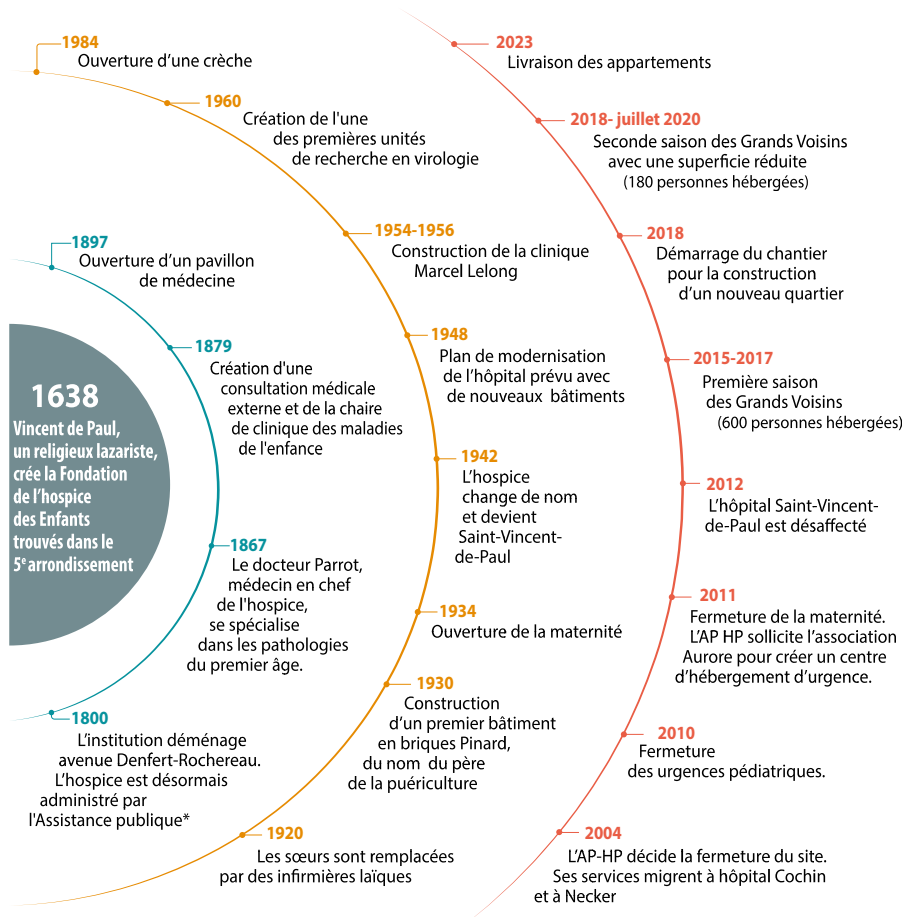 1638
Vincent de Paul,
un religieux lazariste,
crée la Fondation
de l'hospice
des Enfants
trouvés dans le
5e arrondissement
1800
L'institution déménage
avenue Denfert-Rochereau.
L'hospice est désormais
administré par
l'Assistance publique*
1867
Le docteur Parrot,
médecin en chef
de l'hospice,
se spécialise
dans les pathologies
du premier âge.
1879
Création d'une
consultation médicale
externe et de la chaire
de clinique des maladies
de l'enfance
1897
Ouverture d'un pavillon
de médecine
1920
Les sœurs sont remplacées
par des infirmières laïques
1930
Construction
d'un premier bâtiment
en briques Pinard,
du nom du père
de la puériculture
1934
Ouverture de la maternité
1942
L'hospice
change de nom
et devient
Saint-Vincent-
de-Paul
1948
Plan de modernisation
de l'hôpital prévu avec
de nouveaux bâtiments
1954-1956
Construction de la clinique
Marcel Lelong
1960
Création de l'une
des premières unités
de recherche en virologie
1984
Ouverture d'une crèche
2004
L'AP-HP décide la fermeture du site.
Ses services migrent à hôpital Cochin
et à Necker
2010
Fermeture
des urgences pédiatriques.
2011
Fermeture de la maternité.
L'AP HP sollicite l'association
Aurore pour créer un centre
d'hébergement d'urgence.
2012
L'hôpital Saint-Vincent-
de-Paul est désaffecté
2015-2017
Première saison
des Grands Voisins
(600 personnes hébergées)
2018
Démarrage du chantier
pour la construction
d'un nouveau quartier
2018- juillet 2020
Seconde saison des Grands Voisins
avec une superficie réduite
(180 personnes hébergées)
2023
Livraison des appartements